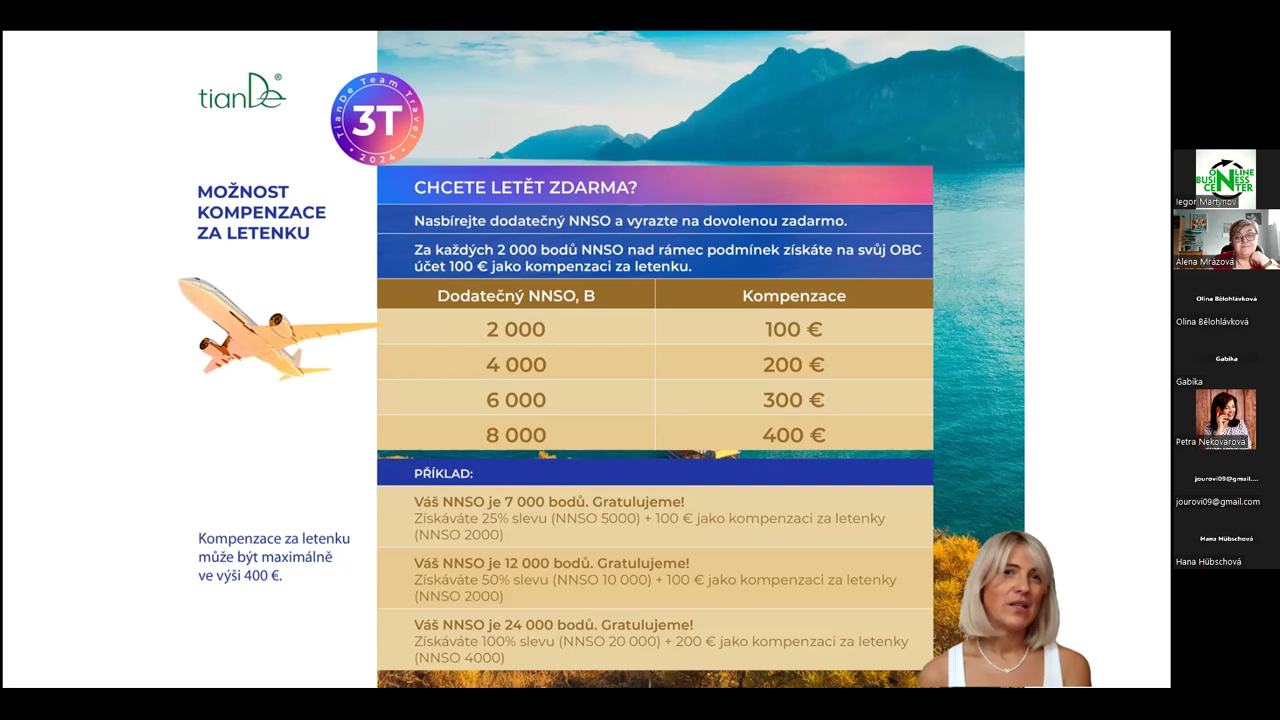 tianDe®
TianDe Team Travel
3T
• 2024 •
MOŽNOST
KOMPENZACE
ZA LETENKU
CHCETE LETĚT ZDARMA?
Nasbírejte dodatečný NNSO a vyrazte na dovolenou zadarmo.
Za každých 2 000 bodů NNSO nad rámec podmínek získáte na svůj OBC
účet 100 € jako kompenzaci za letenku.
Dodatečný NNSO, B Kompenzace
2 000 100 €
4 000 200 €
6 000 300 €
8 000 400 €
PŘÍKLAD:
Váš NNSO je 7 000 bodů. Gratulujeme!
Získáváte 25% slevu (NNSO 5000) + 100 € jako kompenzaci za letenky
(NNSO 2000)
Váš NNSO je 12 000 bodů. Gratulujeme!
Získáváte 50% slevu (NNSO 10 000) + 100 € jako kompenzaci za letenky
(NNSO 2000)
Váš NNSO je 24 000 bodů. Gratulujeme!
Získáváte 100% slevu (NNSO 20 000) + 200 € jako kompenzaci za letenky
(NNSO 4000)
Kompenzace za letenku
může být maximálně
ve výši 400 €.
ONLINE
BUSINESS
CENTER
Iegor Martynov
Alena Mrázová
Olina Bělohlávková
Olina Bělohlávková
Gabika
Gabika
Petra Nekovarova
jourovi09@gmail....
jourovi09@gmail.com
Hana Hübschová
Hana Hübschová